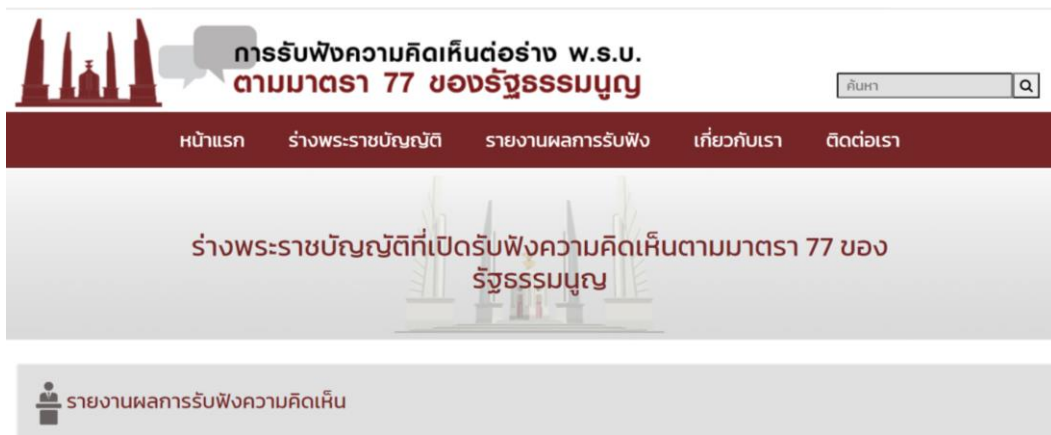 การรับฟังความคิดเห็นต่อร่าง พ.ร.บ.
ตามมาตรา 77 ของรัฐธรรมนูญ
ค้นหา
หน้าแรก ร่างพระราชบัญญัติ รายงานผลการรับฟัง เกี่ยวกับเรา ติดต่อเรา
ร่างพระราชบัญญัติที่เปิดรับฟังความคิดเห็นตามมาตรา 77 ของ
รัฐธรรมนูญ
รายงานผลการรับฟังความคิดเห็น